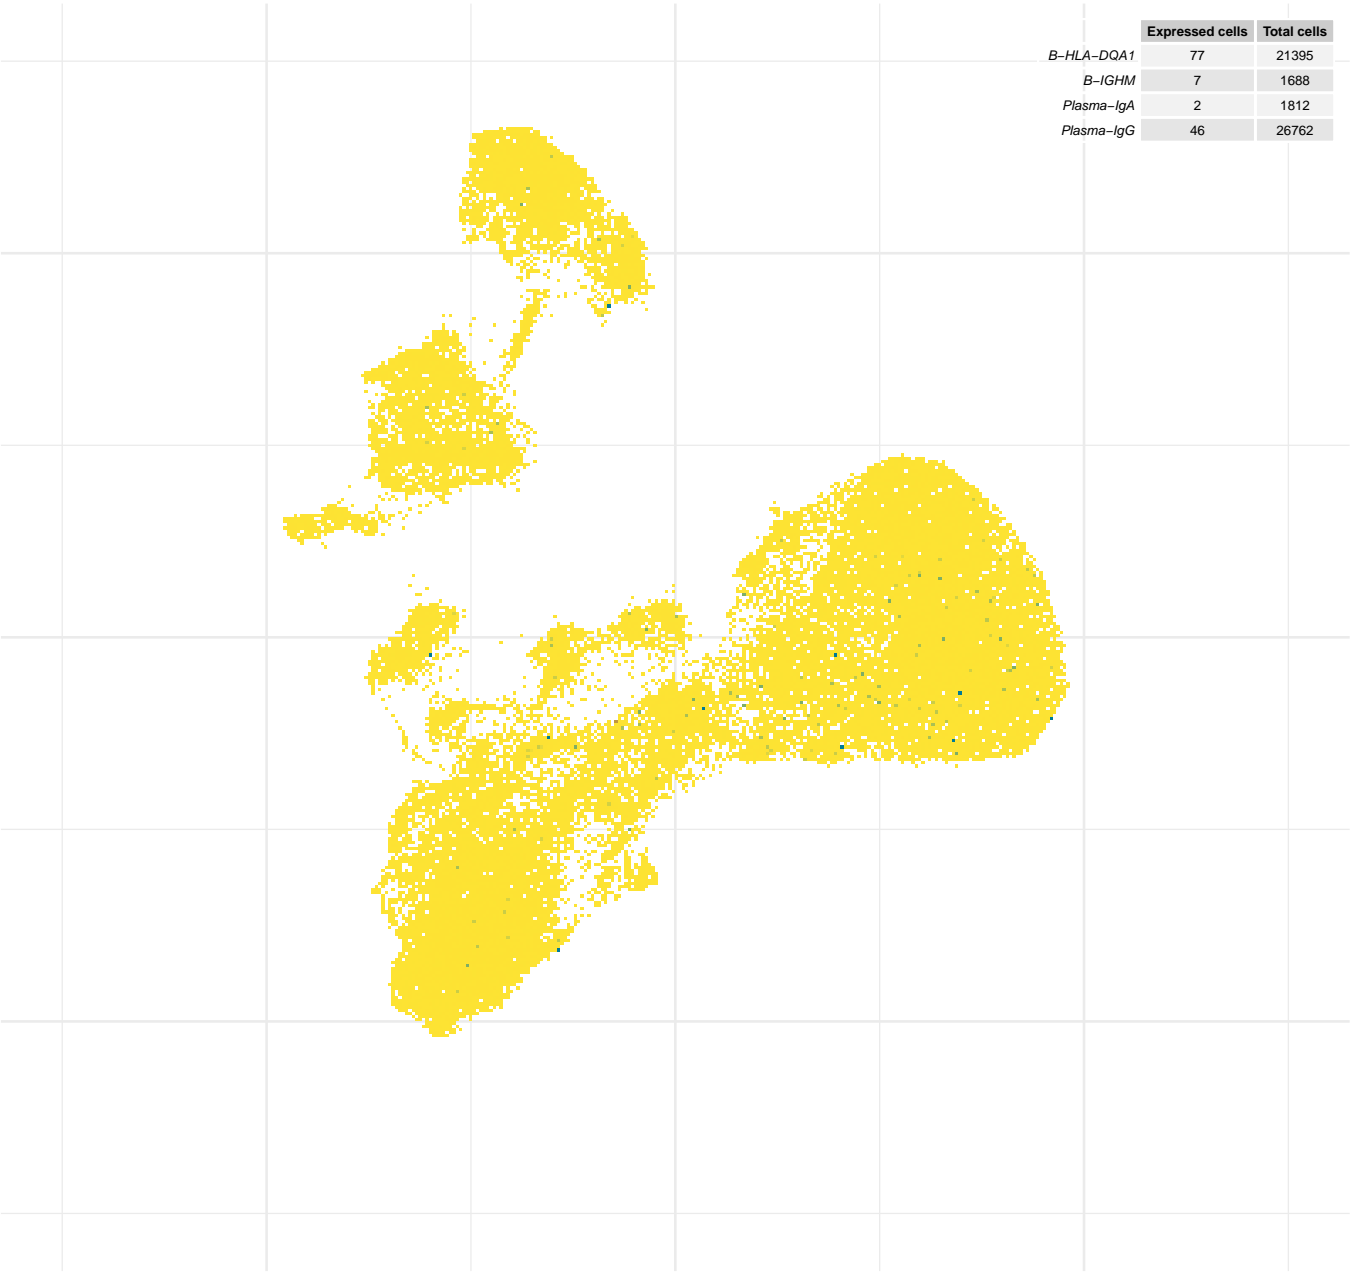 Expressed cells Total cells
B−HLA−DQA1 77 21395
B−IGHM 7 1688
Plasma−IgA 2 1812
Plasma−IgG 46 26762